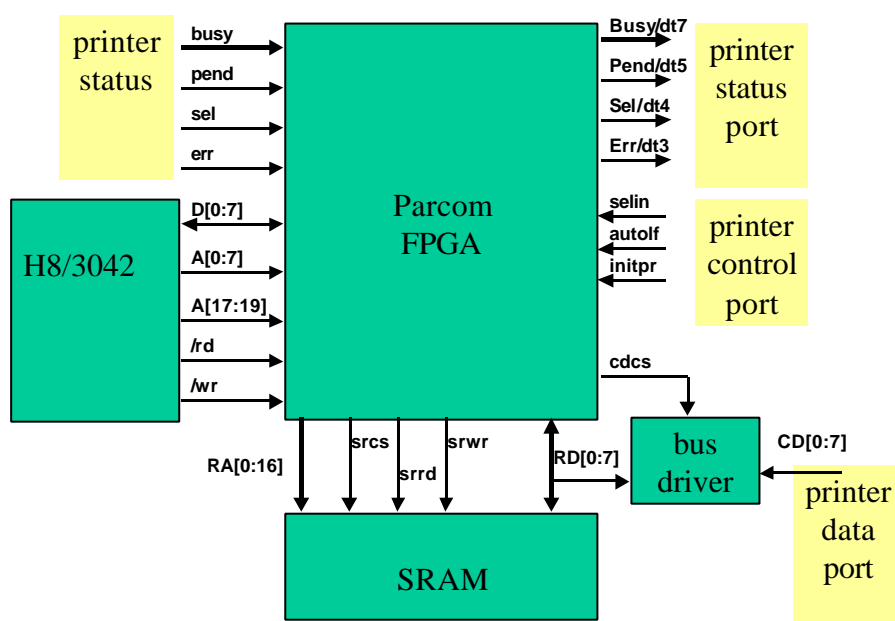 printer
status
busy
pend
sel
err
H8/3042
D[0:7]
A[0:7]
A[17:19]
/rd
/wr
Parcom
FPGA
Busy/dt7
Pend/dt5
Sel/dt4
Err/dt3
printer
status
port
selin
autolf
initpr
printer
control
port
cdcs
RA[0:16]
srcs
srrd
srwr
RD[0:7]
bus
driver
CD[0:7]
printer
data
port
SRAM